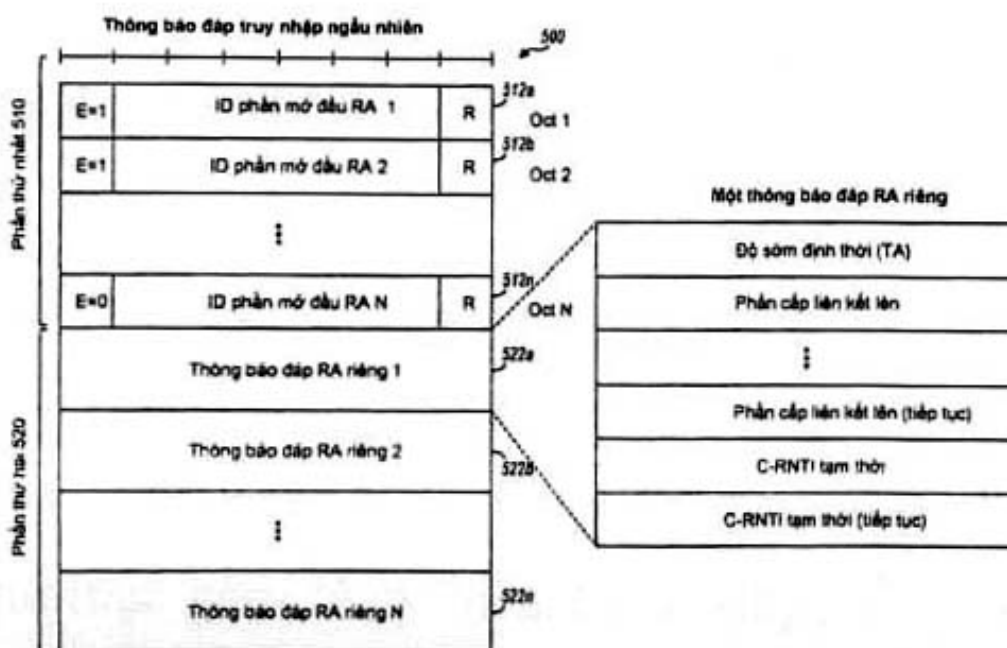 Thông báo đáp truy nhập ngẫu nhiên
500
Phần thứ nhất 510
E=1 ID phần mở đầu RA 1 R 512a Oct 1
E=1 ID phần mở đầu RA 2 R 512b Oct 2
E=0 ID phần mở đầu RA N R 512n Oct N
Phần thứ hai 520
Thông báo đáp RA riêng 1 522a
Thông báo đáp RA riêng 2 522b
Thông báo đáp RA riêng N 522n
Một thông báo đáp RA riêng
Độ sớm định thời (TA)
Phần cấp liên kết lên
Phần cấp liên kết lên (tiếp tục)
C-RNTI tạm thời
C-RNTI tạm thời (tiếp tục)